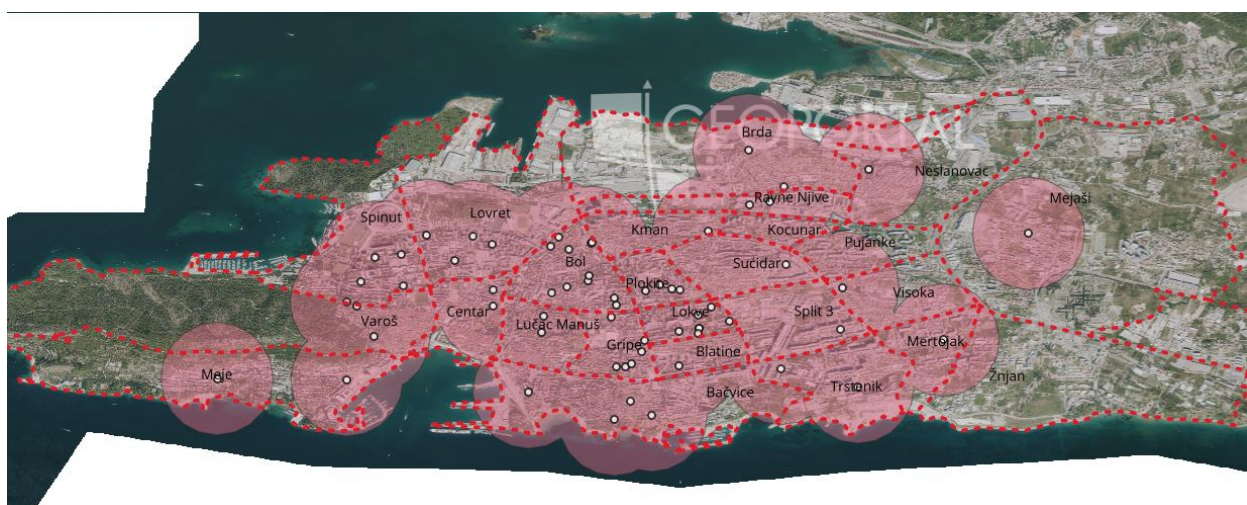 GEOPORTAL
Brda
Neslanovac
Mejaši
Ravne Njive
Spinut
Lovret
Kman
Kocunar
Pujanke
Bol
Sućidar
Plokite
Visoka
Varoš
Centar
Lučac Manuš
Lokve
Split 3
Gripe
Blatine
Mertojak
Meje
Žnjan
Bačvice
Trstenik